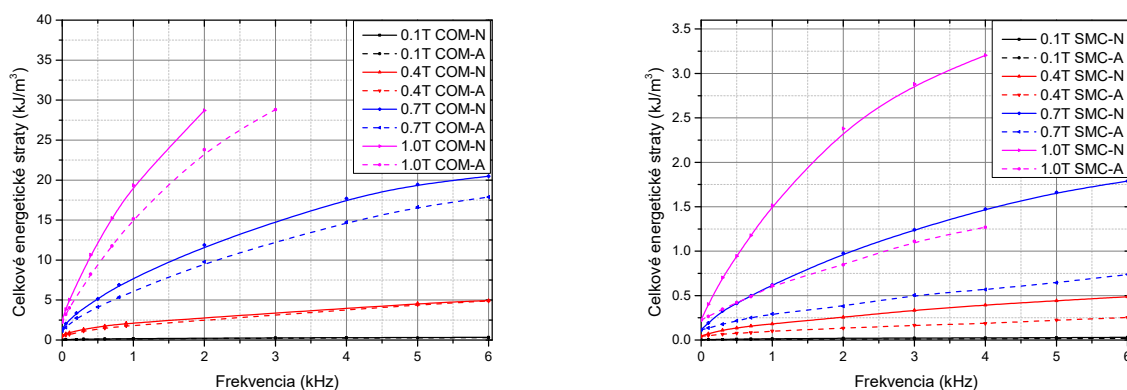 40
35
30
25
20
15
10
5
0
Celkové energetické straty (kJ/m³)
0 1 2 3 4 5 6
Frekvencia (kHz)
0.1T COM-N
0.1T COM-A
0.4T COM-N
0.4T COM-A
0.7T COM-N
0.7T COM-A
1.0T COM-N
1.0T COM-A
3.5
3.0
2.5
2.0
1.5
1.0
0.5
0.0
Celkové energetické straty (kJ/m³)
0 1 2 3 4 5 6
Frekvencia (kHz)
0.1T SMC-N
0.1T SMC-A
0.4T SMC-N
0.4T SMC-A
0.7T SMC-N
0.7T SMC-A
1.0T SMC-N
1.0T SMC-A